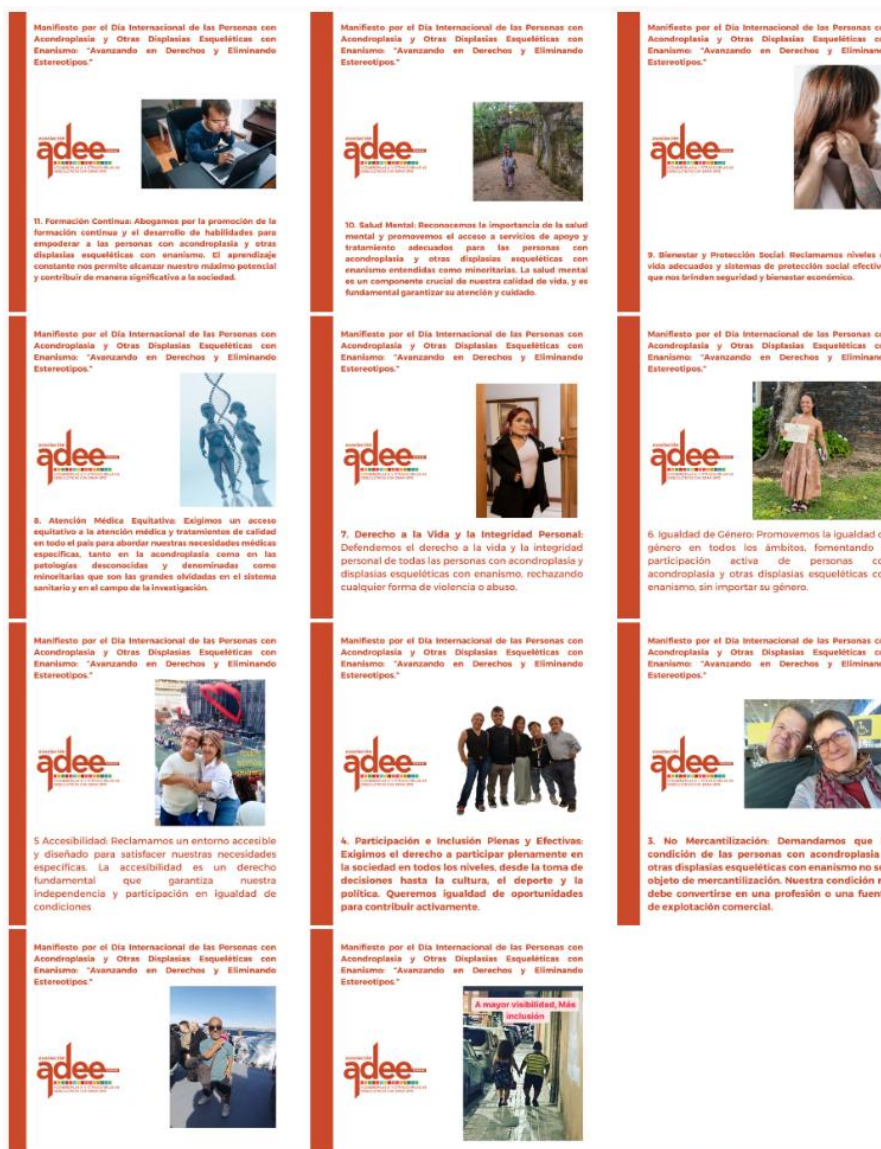 Manifiesto por el Día Internacional de las Personas con
Acondroplasia y Otras Displasias Esqueléticas con
Enanismo: "Avanzando en Derechos y Eliminando
Estereotipos."
asociación
adee
11. Formación Continua: Abogamos por la promoción de la
formación continua y el desarrollo de habilidades para
empoderar a las personas con acondroplasia y otras
displasias esqueléticas con enanismo. El aprendizaje
constante nos permite alcanzar nuestro máximo potencial
y contribuir de manera significativa a la sociedad.
Manifiesto por el Día Internacional de las Personas con
Acondroplasia y Otras Displasias Esqueléticas con
Enanismo: "Avanzando en Derechos y Eliminando
Estereotipos."
asociación
adee
10. Salud Mental: Reconocemos la importancia de la salud
mental y promovemos el acceso a servicios de apoyo y
tratamiento adecuados para las personas con
acondroplasia y otras displasias esqueléticas con
enanismo entendidas como minoritarias. La salud mental
es un componente crucial de nuestra calidad de vida, y es
fundamental garantizar su atención y cuidado.
Manifiesto por el Día Internacional de las Personas co
Acondroplasia y Otras Displasias Esqueléticas co
Enanismo: "Avanzando en Derechos y Eliminand
Estereotipos."
asociación
adee
9. Bienestar y Protección Social: Reclamamos niveles d
vida adecuados y sistemas de protección social efectiv
que nos brinden seguridad y bienestar económico.
Manifiesto por el Día Internacional de las Personas con
Acondroplasia y Otras Displasias Esqueléticas con
Enanismo: "Avanzando en Derechos y Eliminando
Estereotipos."
asociación
adee
8. Atención Médica Equitativa: Exigimos un acceso
equitativo a la atención médica y tratamientos de calidad
en todo el país para abordar nuestras necesidades médicas
específicas, tanto en la acondroplasia como en las
patologías desconocidas y denominadas como
minoritarias que son las grandes olvidadas en el sistema
sanitario y en el campo de la investigación.
Manifiesto por el Día Internacional de las Personas con
Acondroplasia y Otras Displasias Esqueléticas con
Enanismo: "Avanzando en Derechos y Eliminando
Estereotipos."
asociación
adee
7. Derecho a la Vida y la Integridad Personal:
Defendemos el derecho a la vida y la integridad
personal de todas las personas con acondroplasia y
displasias esqueléticas con enanismo, rechazando
cualquier forma de violencia o abuso.
Manifiesto por el Día Internacional de las Personas co
Acondroplasia y Otras Displasias Esqueléticas co
Enanismo: "Avanzando en Derechos y Eliminand
Estereotipos."
asociación
adee
6. Igualdad de Género: Promovemos la igualdad d
género en todos los ámbitos, fomentando
participación activa de personas co
acondroplasia y otras displasias esqueléticas co
enanismo, sin importar su género.
Manifiesto por el Día Internacional de las Personas con
Acondroplasia y Otras Displasias Esqueléticas con
Enanismo: "Avanzando en Derechos y Eliminando
Estereotipos."
asociación
adee
5 Accesibilidad: Reclamamos un entorno accesible
y diseñado para satisfacer nuestras necesidades
específicas. La accesibilidad es un derecho
fundamental que garantiza nuestra
independencia y participación en igualdad de
condiciones
Manifiesto por el Día Internacional de las Personas con
Acondroplasia y Otras Displasias Esqueléticas con
Enanismo: "Avanzando en Derechos y Eliminando
Estereotipos."
asociación
adee
4. Participación e Inclusión Plenas y Efectivas:
Exigimos el derecho a participar plenamente en
la sociedad en todos los niveles, desde la toma de
decisiones hasta la cultura, el deporte y la
política. Queremos igualdad de oportunidades
para contribuir activamente.
Manifiesto por el Día Internacional de las Personas co
Acondroplasia y Otras Displasias Esqueléticas co
Enanismo: "Avanzando en Derechos y Eliminand
Estereotipos."
asociación
adee
3. No Mercantilización: Demandamos que l
condición de las personas con acondroplasia
otras displasias esqueléticas con enanismo no se
objeto de mercantilización. Nuestra condición n
debe convertirse en una profesión o una fuent
de explotación comercial.
Manifiesto por el Día Internacional de las Personas con
Acondroplasia y Otras Displasias Esqueléticas con
Enanismo: "Avanzando en Derechos y Eliminando
Estereotipos."
asociación
adee
Manifiesto por el Día Internacional de las Personas con
Acondroplasia y Otras Displasias Esqueléticas con
Enanismo: "Avanzando en Derechos y Eliminando
Estereotipos."
asociación
adee
A mayor visibilidad, Más
inclusión